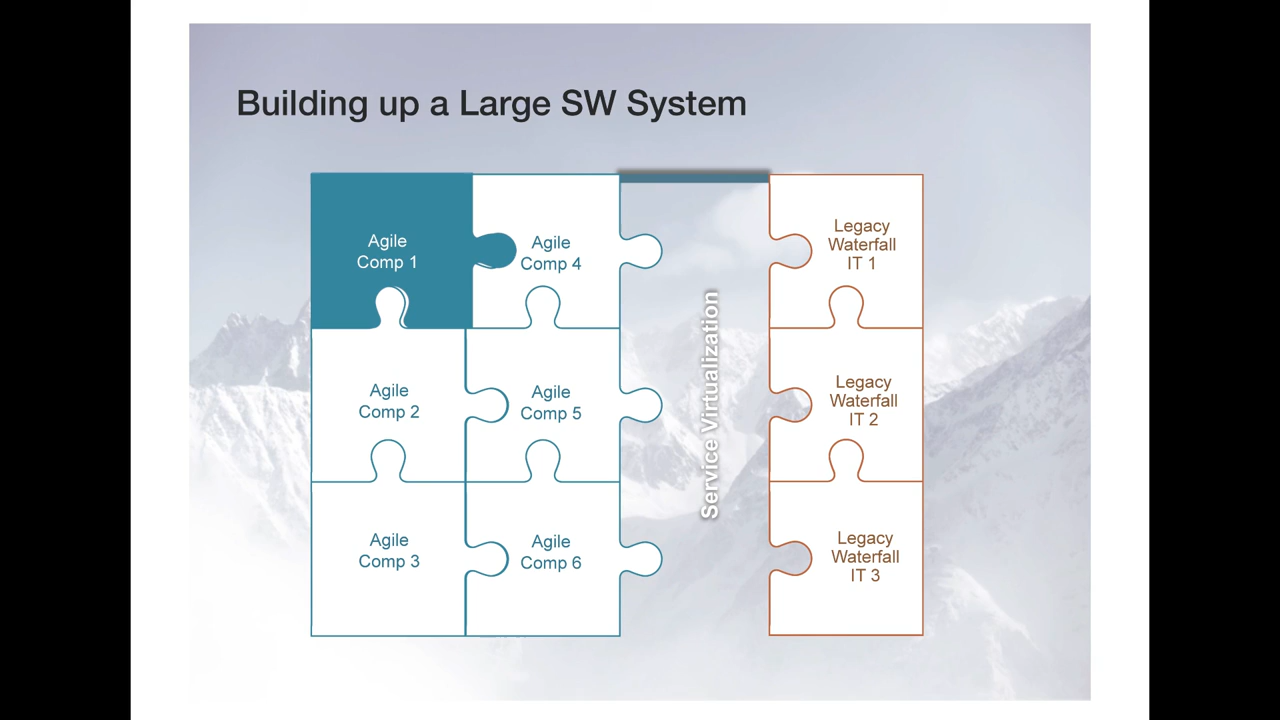 Building up a Large SW System
Agile
Comp 1
Agile
Comp 4
Legacy
Waterfall
IT 1
Agile
Comp 2
Agile
Comp 5
Service Virtualization
Legacy
Waterfall
IT 2
Agile
Comp 3
Agile
Comp 6
Legacy
Waterfall
IT 3